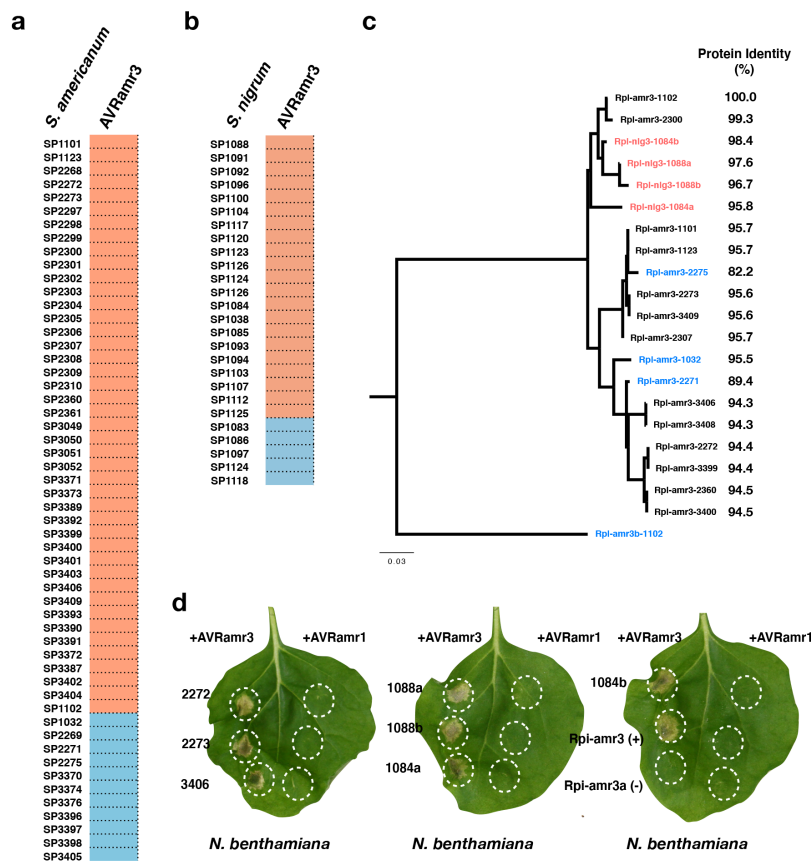 a
S. americanum
AVRamr3
SP1101
SP1123
SP2268
SP2272
SP2273
SP2297
SP2298
SP2299
SP2300
SP2301
SP2302
SP2303
SP2304
SP2305
SP2306
SP2307
SP2308
SP2309
SP2310
SP2360
SP2361
SP3049
SP3050
SP3051
SP3052
SP3371
SP3373
SP3389
SP3392
SP3399
SP3400
SP3401
SP3403
SP3406
SP3409
SP3393
SP3390
SP3391
SP3372
SP3387
SP3402
SP3404
SP1102
SP1032
SP2269
SP2271
SP2275
SP3370
SP3374
SP3376
SP3396
SP3397
SP3398
SP3405
b
S. nigrum
AVRamr3
SP1088
SP1091
SP1092
SP1096
SP1100
SP1104
SP1117
SP1120
SP1123
SP1126
SP1124
SP1126
SP1084
SP1038
SP1085
SP1093
SP1094
SP1103
SP1107
SP1112
SP1125
SP1083
SP1086
SP1097
SP1124
SP1118
c
Protein Identity
(%)
Rpi-amr3-1102 100.0
Rpi-amr3-2300 99.3
Rpi-nig3-1084b 98.4
Rpi-nig3-1088a 97.6
Rpi-nig3-1088b 96.7
Rpi-nig3-1084a 95.8
Rpi-amr3-1101 95.7
Rpi-amr3-1123 95.7
Rpi-amr3-2275 82.2
Rpi-amr3-2273 95.6
Rpi-amr3-3409 95.6
Rpi-amr3-2307 95.7
Rpi-amr3-1032 95.5
Rpi-amr3-2271 89.4
Rpi-amr3-3406 94.3
Rpi-amr3-3408 94.3
Rpi-amr3-2272 94.4
Rpi-amr3-3399 94.4
Rpi-amr3-2360 94.5
Rpi-amr3-3400 94.5
Rpi-amr3b-1102
0.03
d
+AVRamr3 +AVRamr1
2272
2273
3406
N. benthamiana
+AVRamr3 +AVRamr1
1088a
1088b
1084a
N. benthamiana
+AVRamr3 +AVRamr1
1084b
Rpi-amr3 (+)
Rpi-amr3a (-)
N. benthamiana